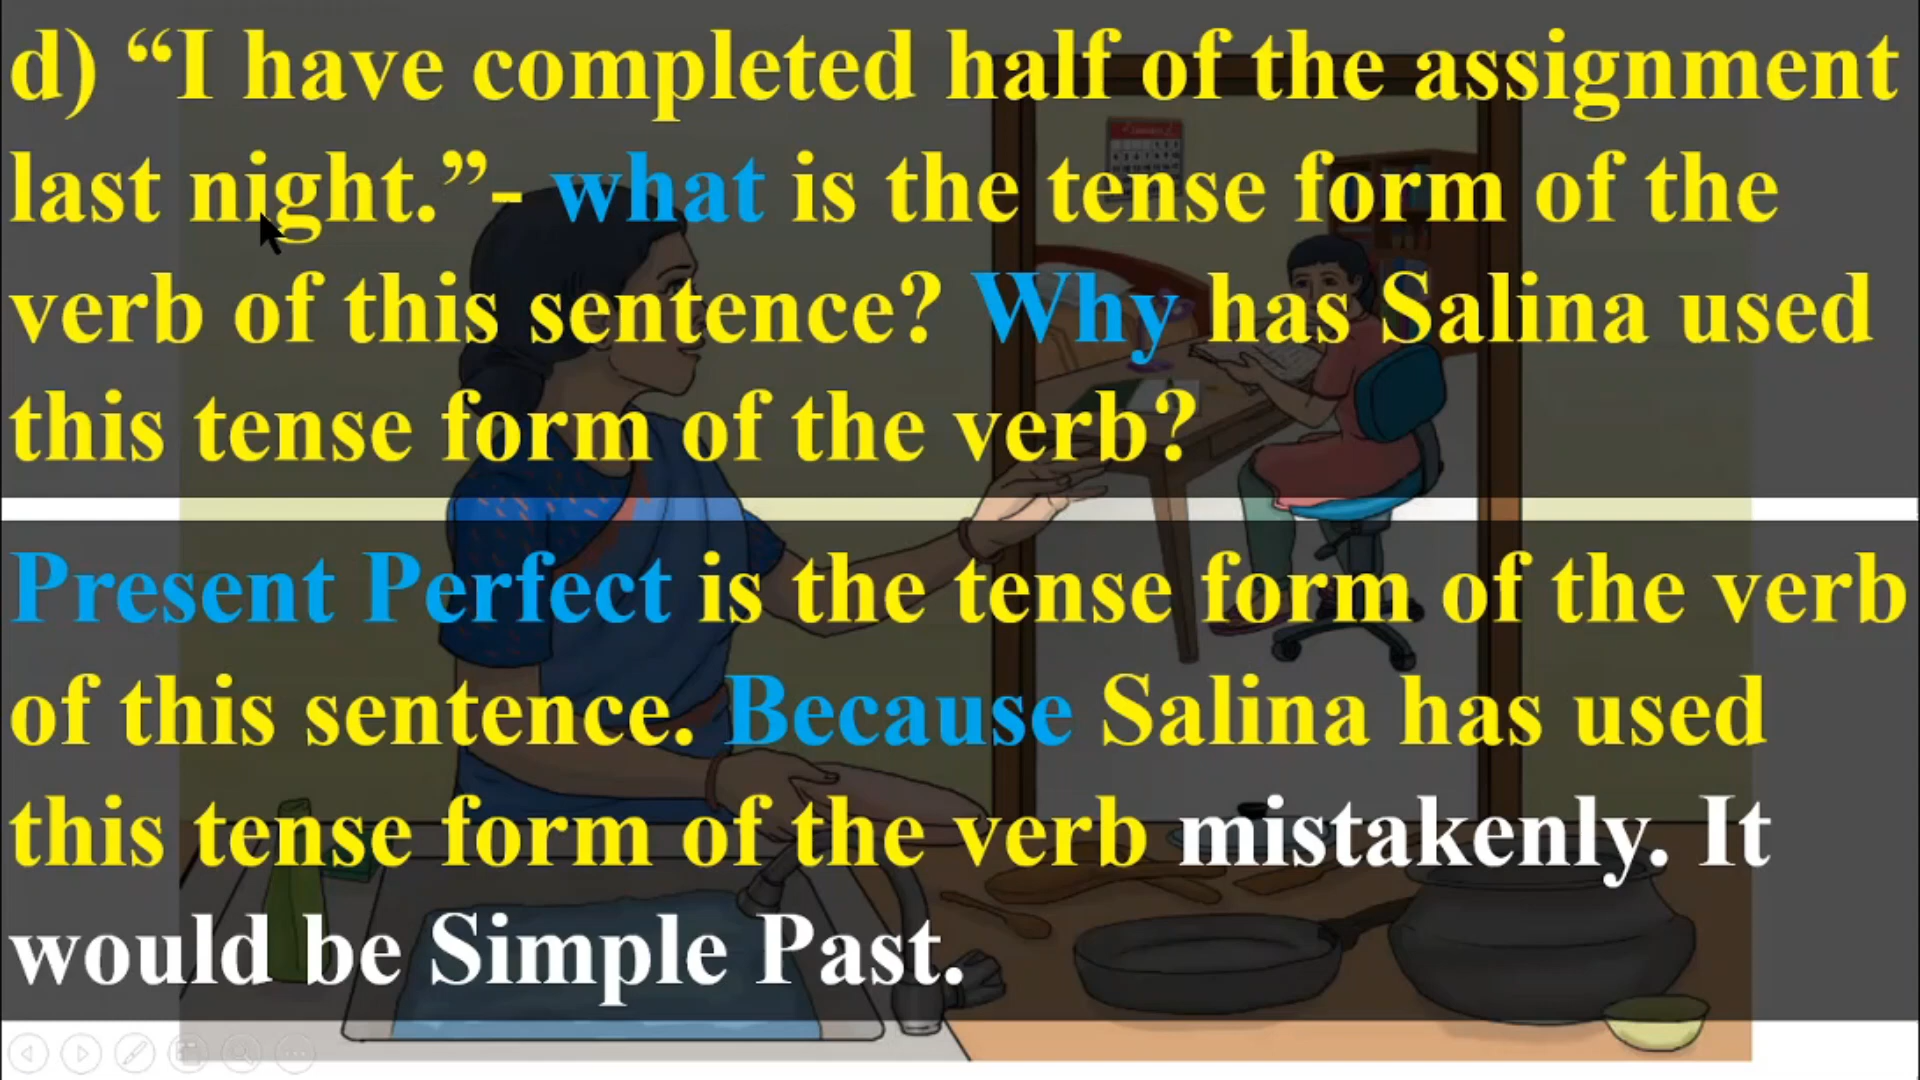 d) “I have completed half of the assignment
last night.”- what is the tense form of the
verb of this sentence? Why has Salina used
this tense form of the verb?
Present Perfect is the tense form of the verb
of this sentence. Because Salina has used
this tense form of the verb mistakenly. It
would be Simple Past.